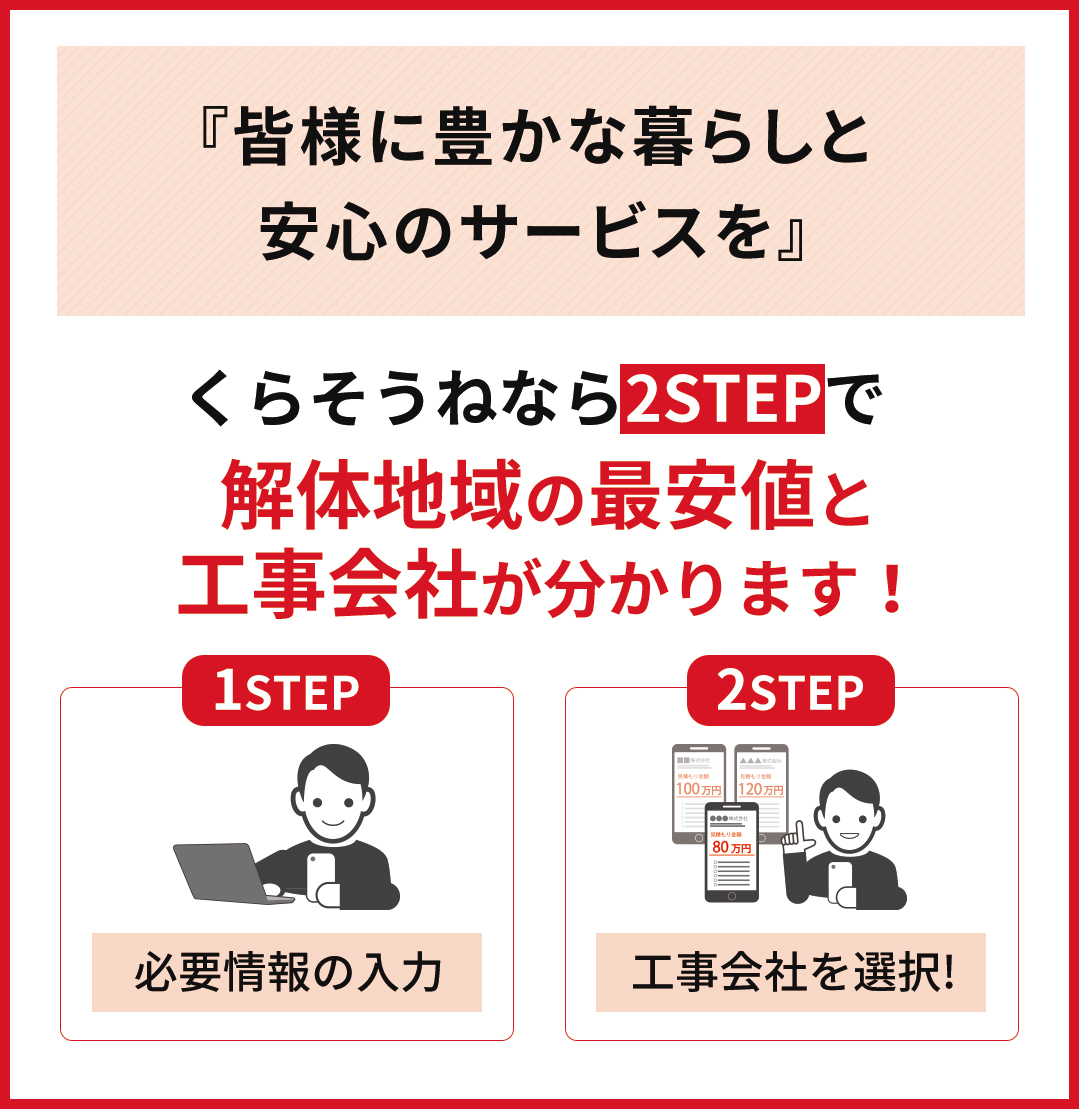 『皆様に豊かな暮らしと
安心のサービスを』
くらそうねなら2STEPで
解体地域の最安値と
工事会社が分かります！
1STEP
2STEP
■■株式会社
見積もり金額
100万円
▲▲▲株式会社
見積もり金額
120万円
●●●株式会社
見積もり金額
80万円
必要情報の入力
工事会社を選択!